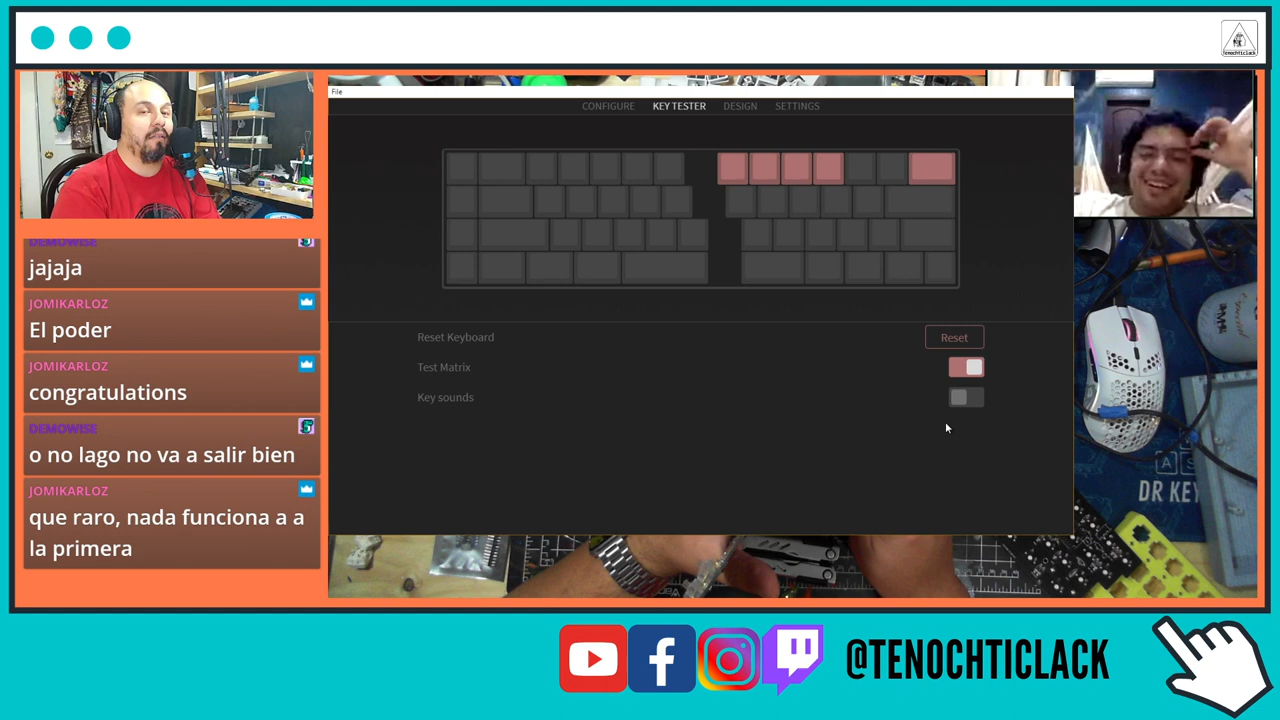 Tenochticlack
File
CONFIGURE KEY TESTER DESIGN SETTINGS
Reset Keyboard Reset
Test Matrix
Key sounds
DEMOWISE
jajaja
JOMIKARLOZ
El poder
JOMIKARLOZ
congratulations
DEMOWISE
o no lago no va a salir bien
JOMIKARLOZ
que raro, nada funciona a a
la primera
DR KEY
@TENOCHTICLACK